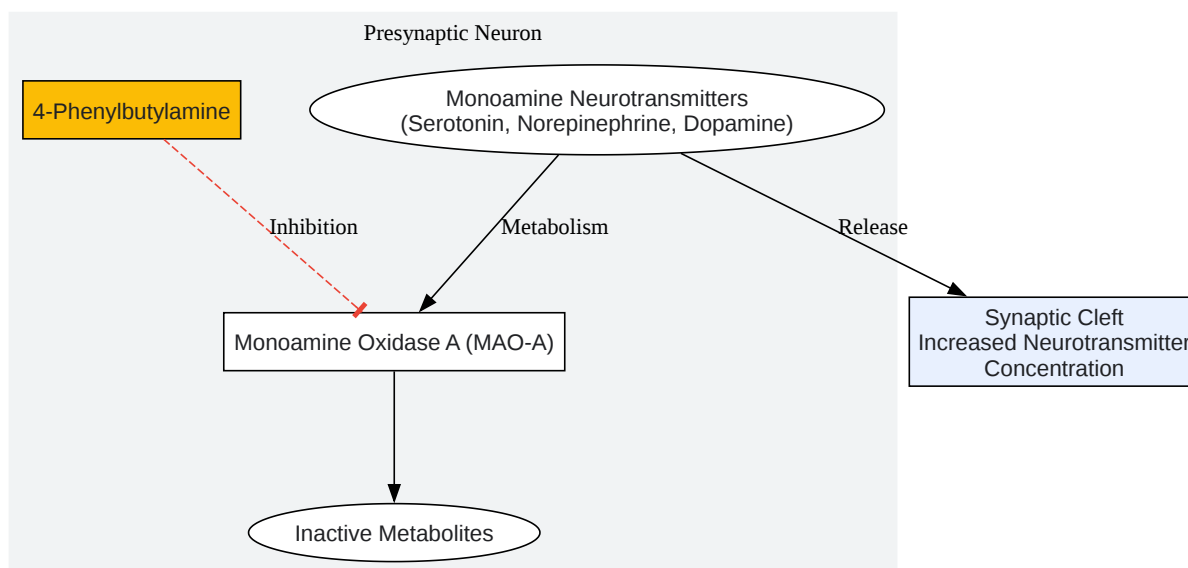 Presynaptic Neuron
4-Phenylbutylamine
Monoamine Neurotransmitters
(Serotonin, Norepinephrine, Dopamine)
Inhibition
Metabolism
Release
Monoamine Oxidase A (MAO-A)
Synaptic Cleft
Increased Neurotransmitter
Concentration
Inactive Metabolites